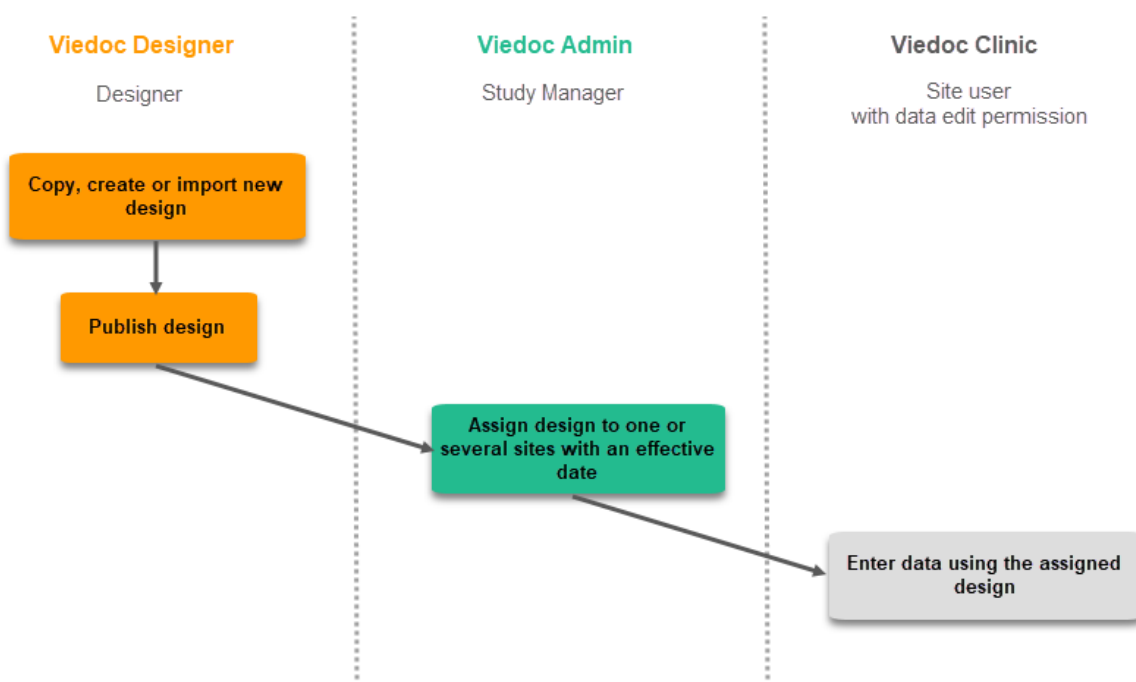 Viedoc Designer
Designer
Viedoc Admin
Study Manager
Viedoc Clinic
Site user
with data edit permission
Copy, create or import new
design
Publish design
Assign design to one or
several sites with an effective
date
Enter data using the assigned
design